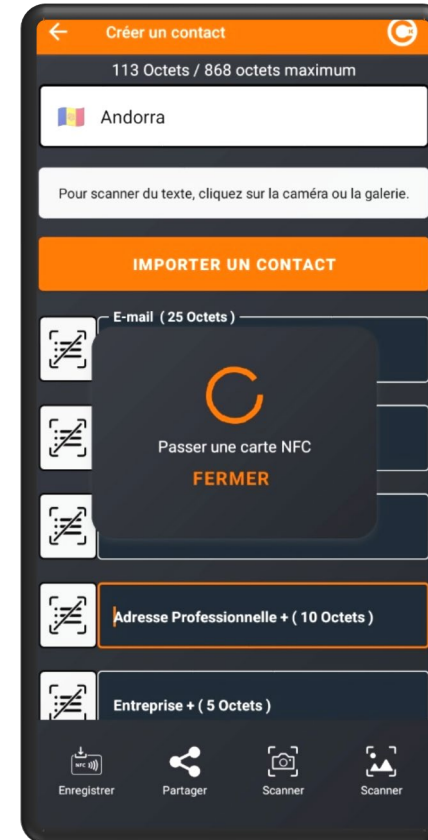 Créer un contact
113 Octets / 868 octets maximum
Andorra
Pour scanner du texte, cliquez sur la caméra ou la galerie.
IMPORTER UN CONTACT
E-mail ( 25 Octets )
Passer une carte NFC
FERMER
Adresse Professionnelle + ( 10 Octets )
Entreprise + ( 5 Octets )
NFC
Enregistrer
Partager
Scanner
Scanner